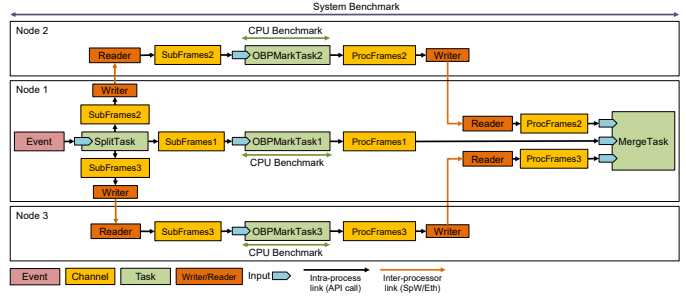 System Benchmark
Node 2
CPU Benchmark
Reader
SubFrames2
OBPMarkTask2
ProcFrames2
Writer
Node 1
Writer
SubFrames2
Reader
ProcFrames2
Event
SplitTask
SubFrames1
OBPMarkTask1
ProcFrames1
MergeTask
CPU Benchmark
SubFrames3
Reader
ProcFrames3
Writer
Node 3
Reader
SubFrames3
OBPMarkTask3
ProcFrames3
Writer
CPU Benchmark
Event
Channel
Task
Writer/Reader
Input
Intra-process
link (API call)
Inter-processor
link (SpW/Eth)